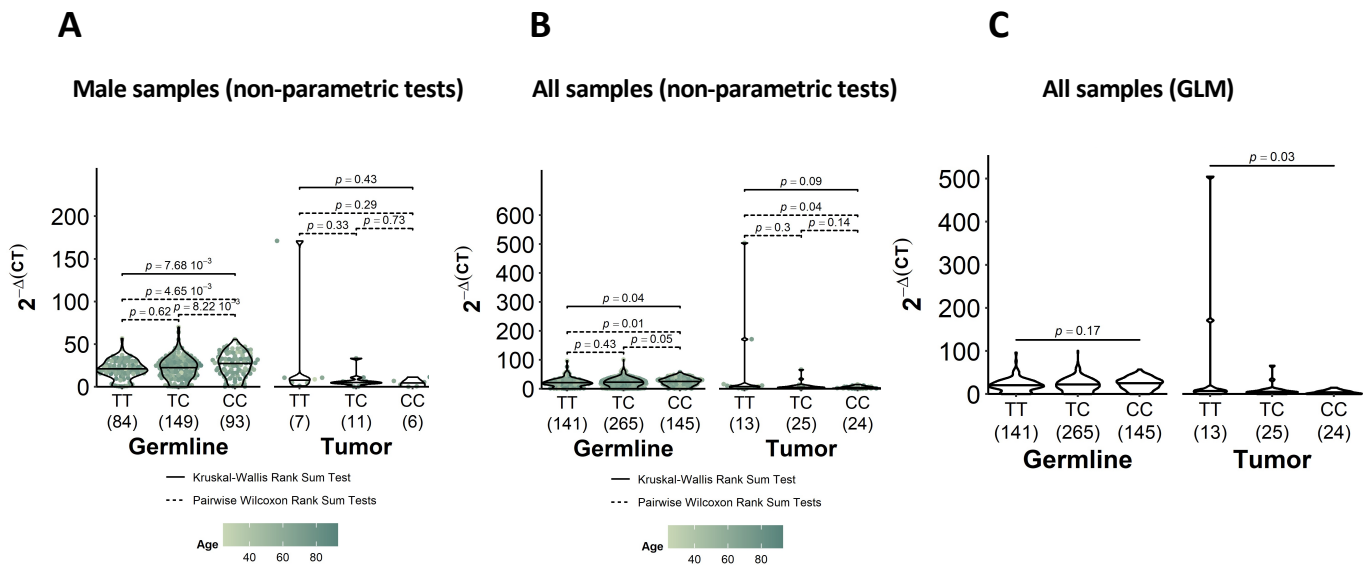 A
Male samples (non-parametric tests)
2^−Δ(CT)
200
150
100
50
0
p = 7.68 10^−3
p = 4.65 10^−3
p = 0.62
p = 8.22 10^−3
p = 0.43
p = 0.29
p = 0.33
p = 0.73
TT TC CC
(84) (149) (93)
Germline
TT TC CC
(7) (11) (6)
Tumor
Kruskal-Wallis Rank Sum Test
Pairwise Wilcoxon Rank Sum Tests
Age
40 60 80
B
All samples (non-parametric tests)
2^−Δ(CT)
600
500
400
300
200
100
0
p = 0.04
p = 0.01
p = 0.43
p = 0.05
p = 0.09
p = 0.04
p = 0.3
p = 0.14
TT TC CC
(141) (265) (145)
Germline
TT TC CC
(13) (25) (24)
Tumor
Kruskal-Wallis Rank Sum Test
Pairwise Wilcoxon Rank Sum Tests
Age
40 60 80
C
All samples (GLM)
2^−Δ(CT)
500
400
300
200
100
0
p = 0.17
p = 0.03
TT TC CC
(141) (265) (145)
Germline
TT TC CC
(13) (25) (24)
Tumor